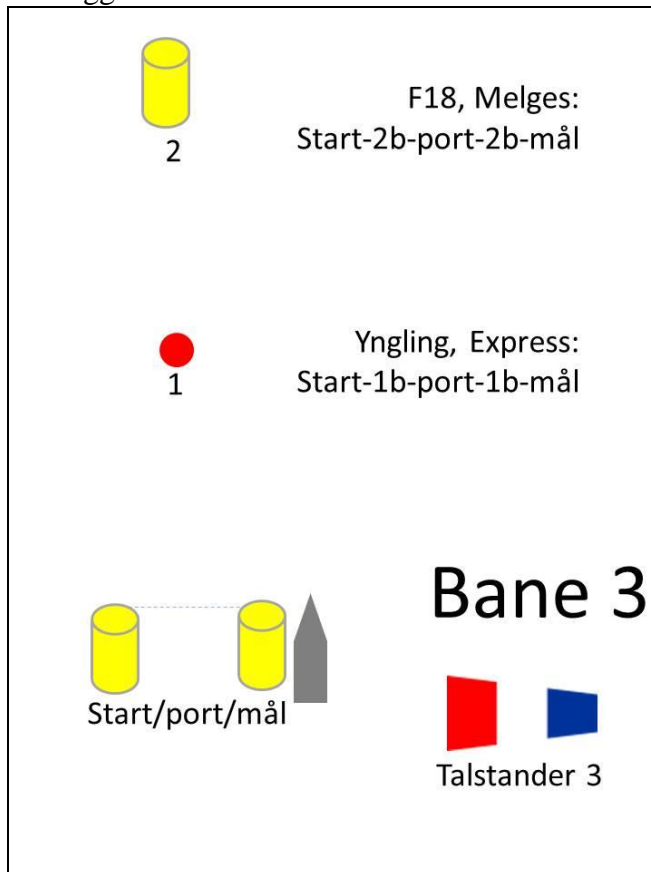 2
F18, Melges:
Start-2b-port-2b-mål
1
Yngling, Express:
Start-1b-port-1b-mål
Bane 3
Start/port/mål
Talstander 3